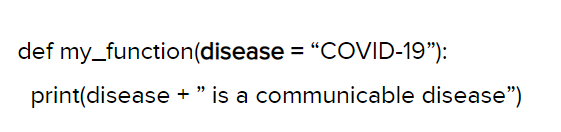 def my_function(disease = “COVID-19”):
print(disease + ” is a communicable disease”)